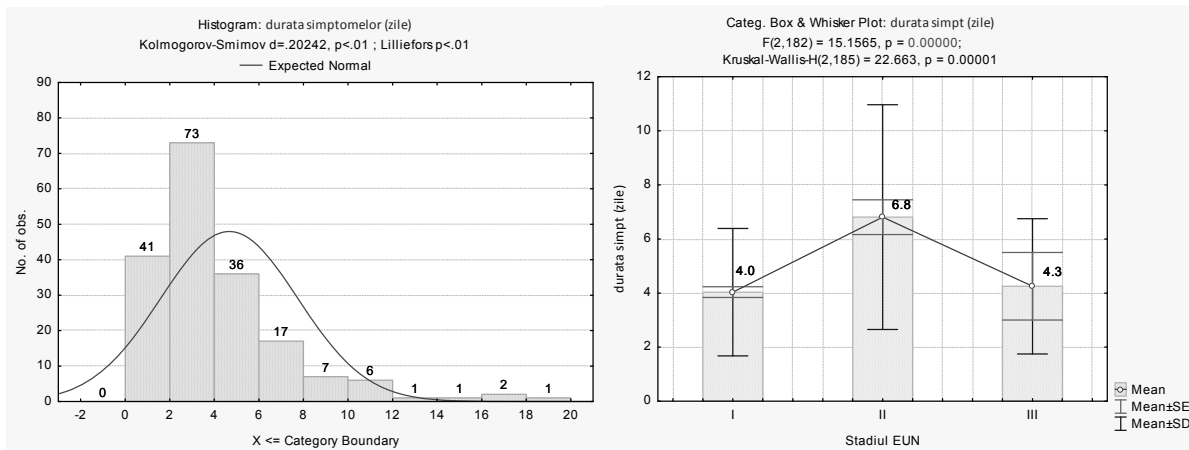 Histogram: durata simptomelor (zile)
Kolmogorov-Smirnov d=.20242, p<.01 ; Lilliefors p<.01
Expected Normal
90
80
70
60
50
40
30
20
10
0
No. of obs.
0
41
73
36
17
7
6
1
1
2
1
-2 0 2 4 6 8 10 12 14 16 18 20
X <= Category Boundary
Categ. Box & Whisker Plot: durata simpt (zile)
F(2,182) = 15.1565, p = 0.00000;
Kruskal-Wallis-H(2,185) = 22.663, p = 0.00001
12
10
8
6
4
2
0
durata simpt (zile)
4.0
6.8
4.3
I II III
Stadiul EUN
Mean
Mean±SE
Mean±SD